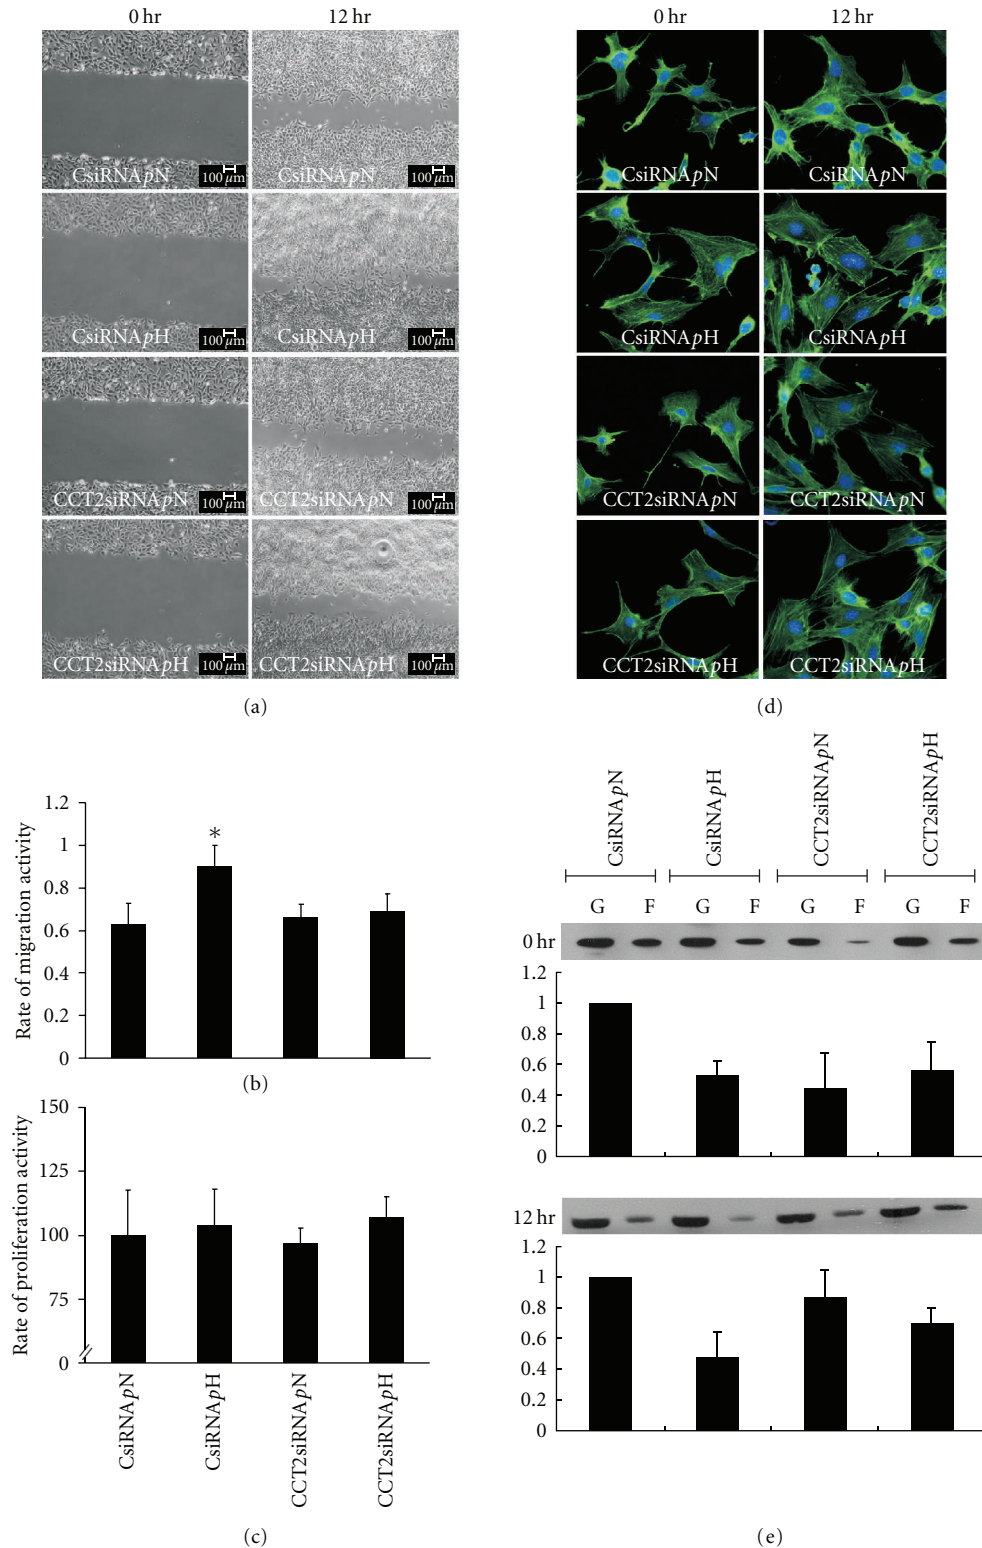 0 hr 12 hr
CsiRNApN 100 µm CsiRNApN 100 µm
CsiRNApH 100 µm CsiRNApH 100 µm
CCT2siRNApN 100 µm CCT2siRNApN 100 µm
CCT2siRNApH 100 µm CCT2siRNApH 100 µm
(a)
0 hr 12 hr
CsiRNApN CsiRNApN
CsiRNApH CsiRNApH
CCT2siRNApN CCT2siRNApN
CCT2siRNApH CCT2siRNApH
(d)
Rate of migration activity
1.2
1
0.8
0.6
0.4
0.2
0
*
(b)
Rate of proliferation activity
150
125
100
75
0
CsiRNApN
CsiRNApH
CCT2siRNApN
CCT2siRNApH
(c)
CsiRNApN
CsiRNApH
CCT2siRNApN
CCT2siRNApH
G F G F G F G F
0 hr
1.2
1
0.8
0.6
0.4
0.2
0
12 hr
1.2
1
0.8
0.6
0.4
0.2
0
(e)